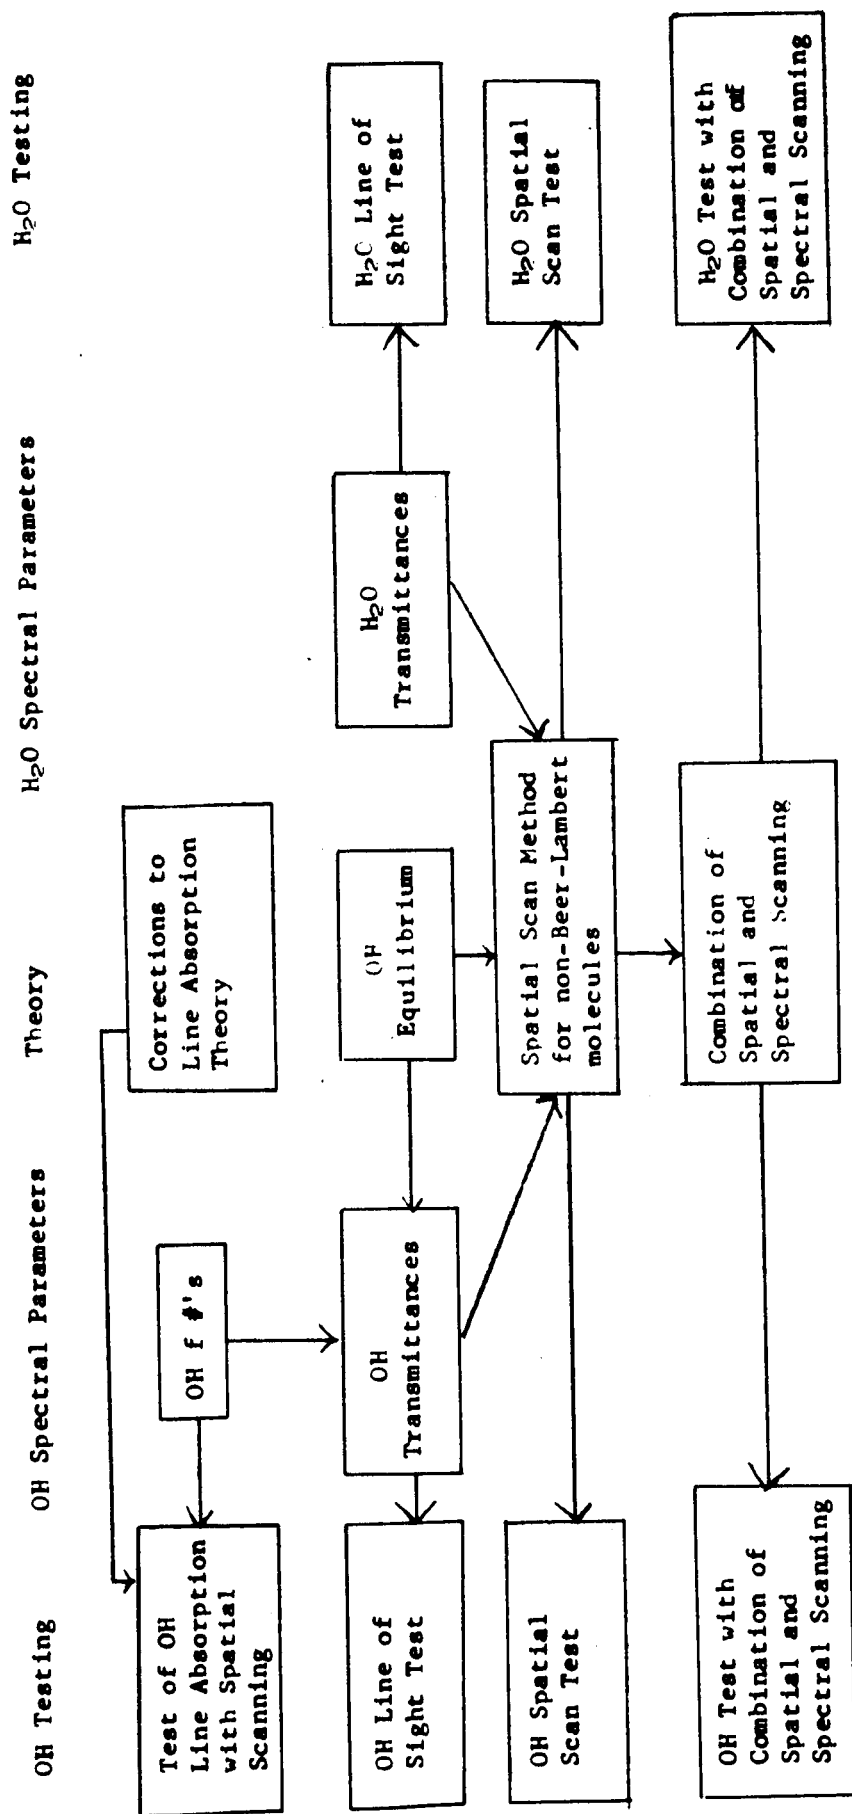 OH Testing
OH Spectral Parameters
Theory
H₂O Spectral Parameters
H₂O Testing
Test of OH
Line Absorption
with Spatial
Scanning
OH f #'s
Corrections to
Line Absorption
Theory
OH Line of
Sight Test
OH
Transmittances
OH
Equilibrium
H₂O
Transmittances
H₂O Line of
Sight Test
OH Spatial
Scan Test
Spatial Scan Method
for non-Beer-Lambert
molecules
H₂O Spatial
Scan Test
OH Test with
Combination of
Spatial and
Spectral Scanning
Combination of
Spatial and
Spectral Scanning
H₂O Test with
Combination of
Spatial and
Spectral Scanning